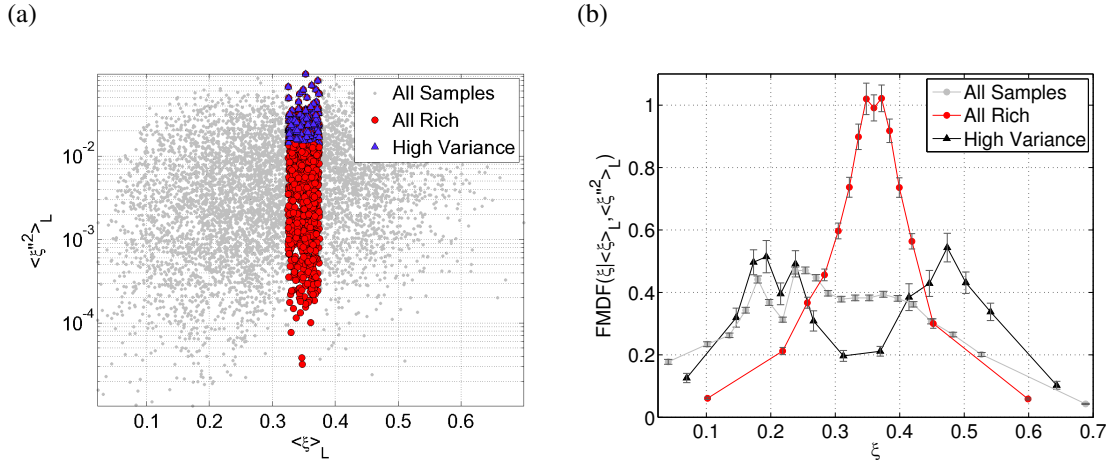 (a)
(b)
All Samples
All Rich
High Variance
10⁻²
10⁻³
10⁻⁴
<ξ''²>_L
0.1 0.2 0.3 0.4 0.5 0.6
<ξ>_L
All Samples
All Rich
High Variance
1
0.8
0.6
0.4
0.2
0
FMDF(ξ|<ξ>_L,<ξ''²>_L)
0.1 0.2 0.3 0.4 0.5 0.6 0.7
ξ